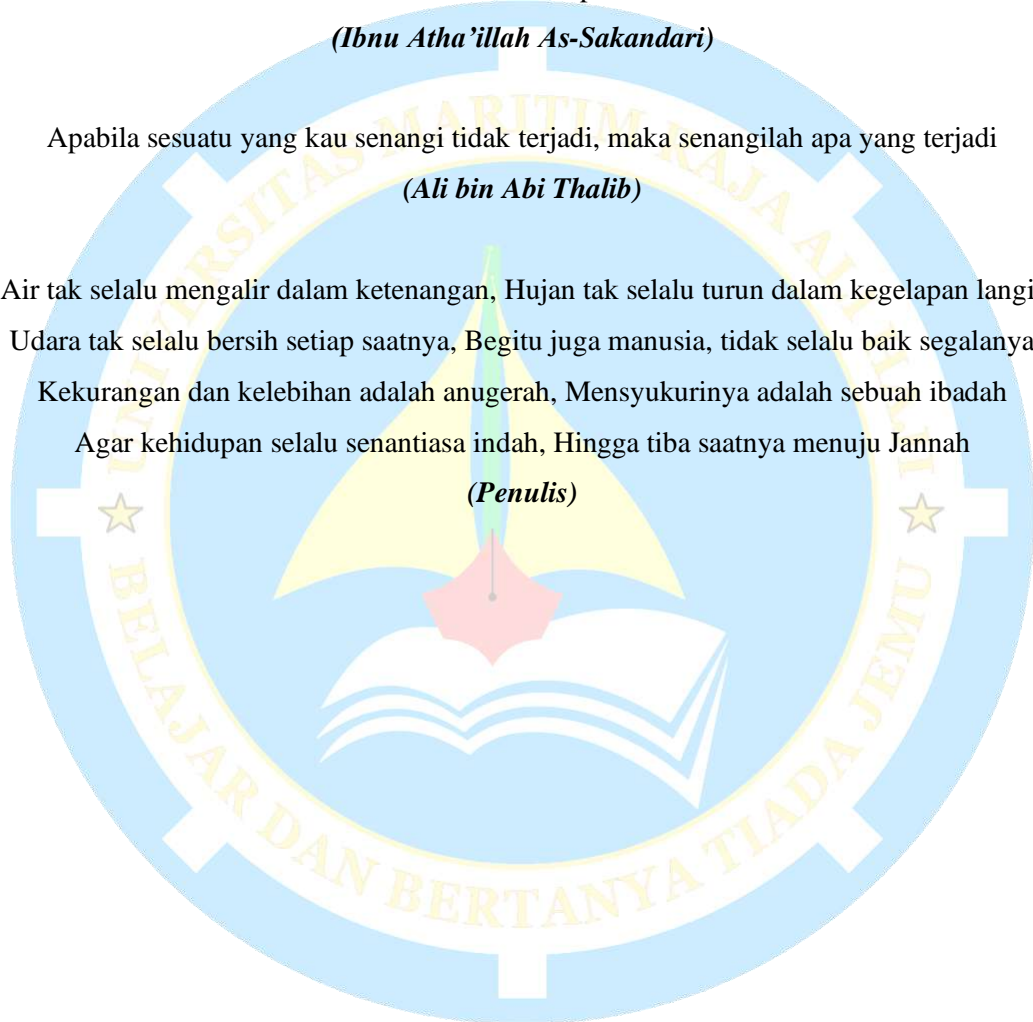 (Ibnu Atha’illah As-Sakandari)
Apabila sesuatu yang kau senangi tidak terjadi, maka senangilah apa yang terjadi
(Ali bin Abi Thalib)
Air tak selalu mengalir dalam ketenangan, Hujan tak selalu turun dalam kegelapan langi
Udara tak selalu bersih setiap saatnya, Begitu juga manusia, tidak selalu baik segalanya
Kekurangan dan kelebihan adalah anugerah, Mensyukurinya adalah sebuah ibadah
Agar kehidupan selalu senantiasa indah, Hingga tiba saatnya menuju Jannah
(Penulis)
UNIVERSITAS MARITIM RAJA ALI HAJI
BELAJAR DAN BERTANYA TIADA JEMU